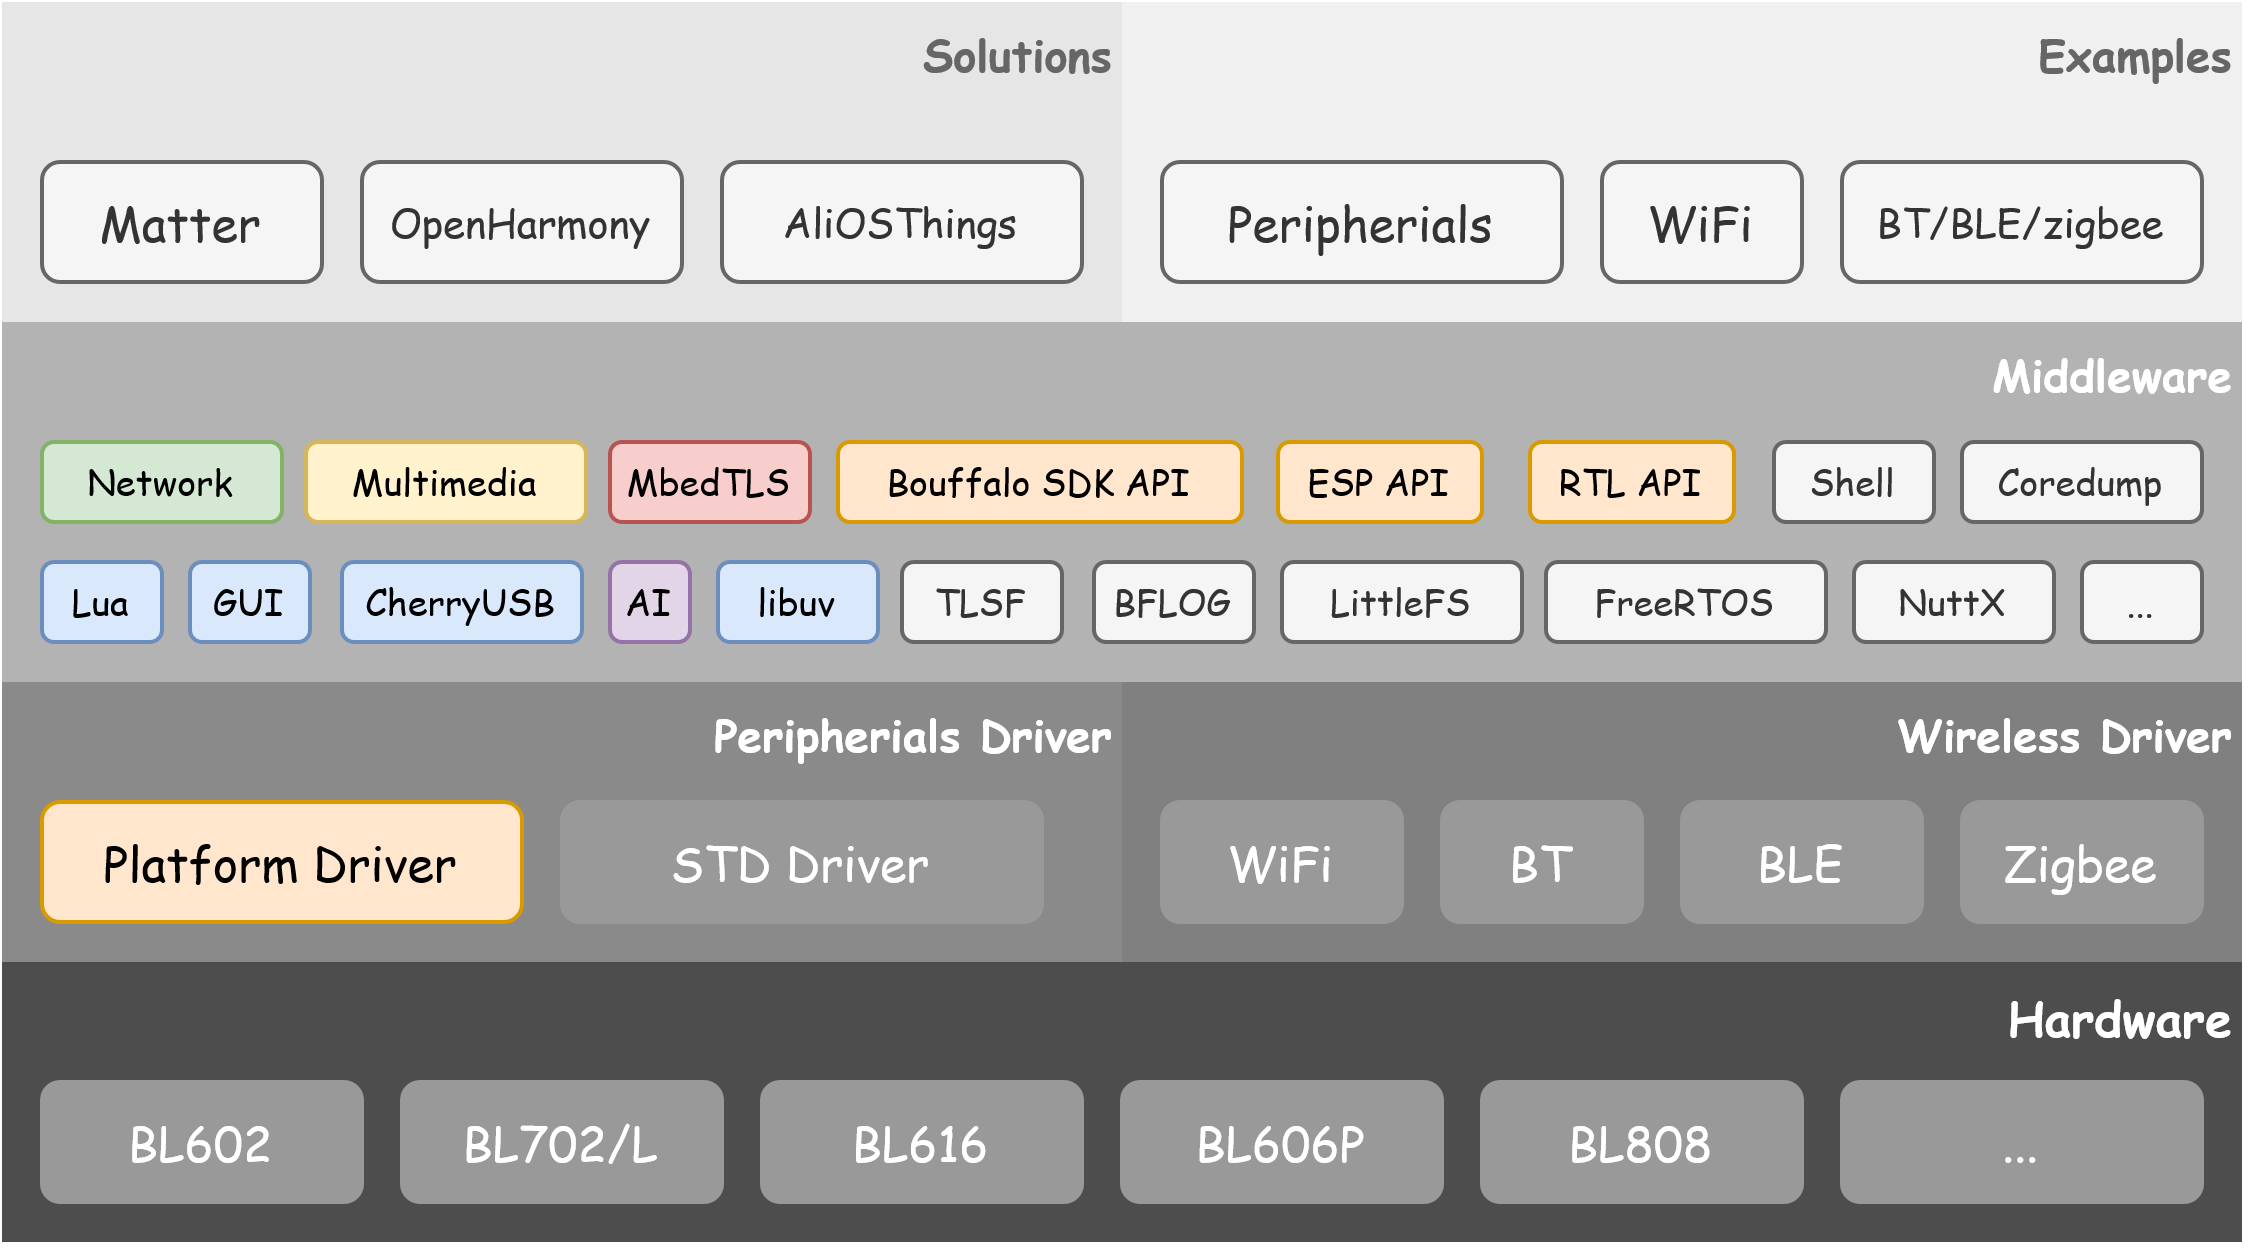 Solutions
Examples
Matter
OpenHarmony
AliOSThings
Peripherials
WiFi
BT/BLE/zigbee
Middleware
Network
Multimedia
MbedTLS
Bouffalo SDK API
ESP API
RTL API
Shell
Coredump
Lua
GUI
CherryUSB
AI
libuv
TLSF
BFLOG
LittleFS
FreeRTOS
NuttX
...
Peripherials Driver
Wireless Driver
Platform Driver
STD Driver
WiFi
BT
BLE
Zigbee
Hardware
BL602
BL702/L
BL616
BL606P
BL808
...